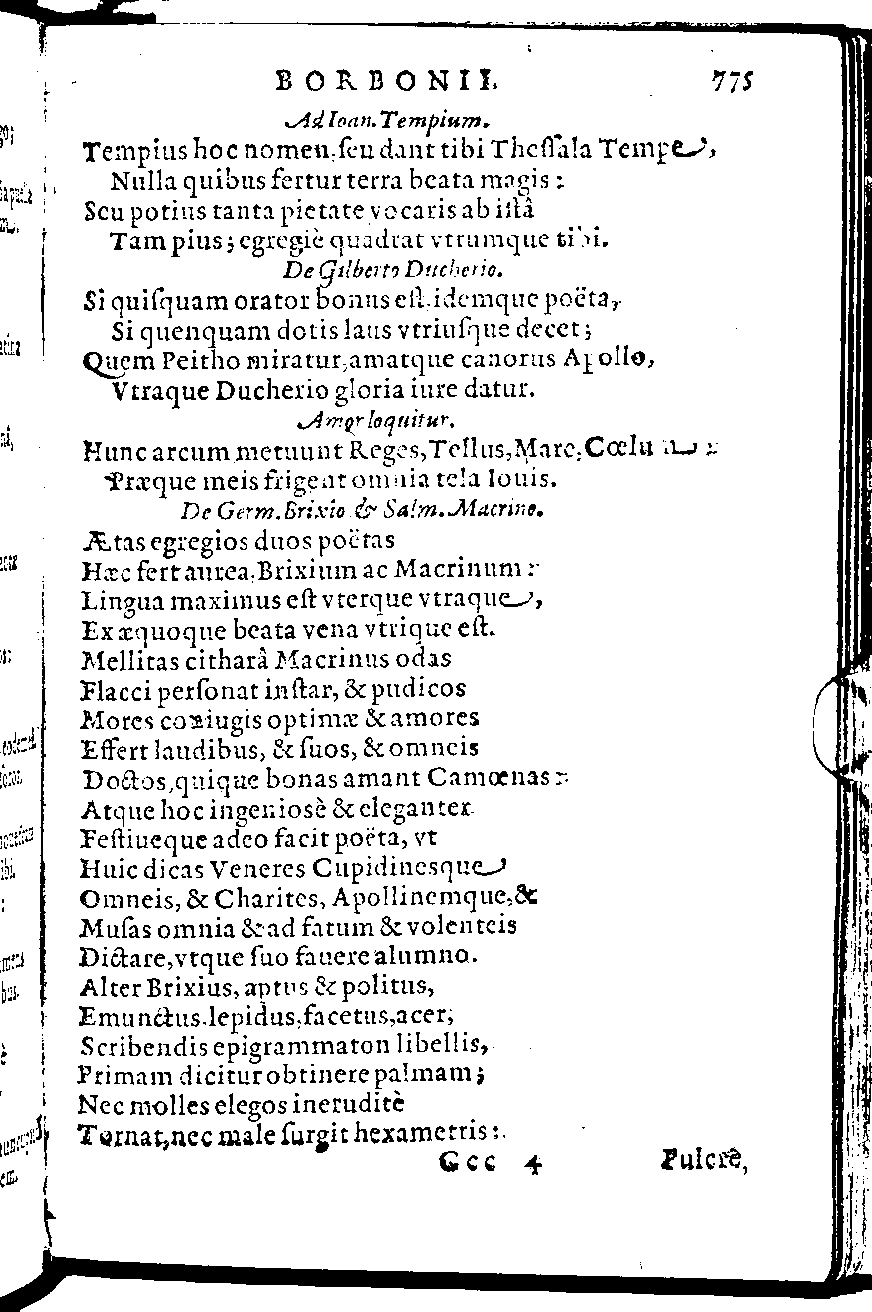 BORBONII. 775
Ad Ioan. Tempium.
Tempius hoc nomen, seu dant tibi Thessala Tempe,
Nulla quibus fertur terra beata magis:
Seu potius tanta pietate vocaris ab istâ
Tam pius; egregiè quadrat vtrumque tibi.
De Gilberto Ducherio.
Si quisquam orator bonus est, idemque poëta,
Si quenquam dotis laus vtriusque decet;
Quem Peitho miratur, amatque canorus Apollo,
Vtraque Ducherio gloria iure datur.
Amor loquitur.
Hunc arcum metuunt Reges, Tellus, Mare, Cœlum:
Præque meis frigent omnia tela Iouis.
De Germ. Brixio & Salm. Macrino.
Ætas egregios duos poëtas
Hæc fert aurea, Brixium ac Macrinum:
Lingua maximus est vterque vtraque,
Ex æquoque beata vena vtrique est.
Mellitas citharâ Macrinus odas
Flacci personat instar, & pudicos
Mores coniugis optimæ & amores
Effert laudibus, & suos, & omneis
Doctos, quique bonas amant Camœnas:
Atque hoc ingeniosè & eleganter
Festiueque adeo facit poëta, vt
Huic dicas Veneres Cupidinesque
Omneis, & Charites, Apollinemque, &
Musas omnia & ad fatum & volenteis
Dictare, vtque suo fauere alumno.
Alter Brixius, aptus & politus,
Emunctus, lepidus, facetus, acer,
Scribendis epigrammaton libellis,
Primam dicitur obtinere palmam;
Nec molles elegos ineruditè
Tornat, nec male surgit hexametris:
Ccc 4 Pulcrè,